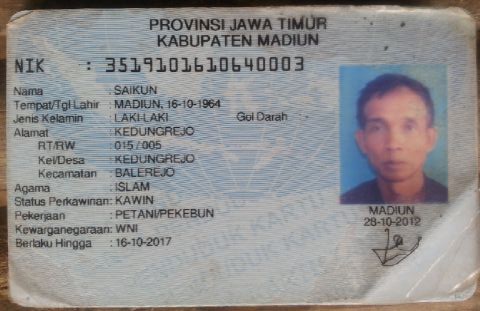 PROVINSI JAWA TIMUR
KABUPATEN MADIUN
NIK : 3519101610640003
Nama : SAIKUN
Tempat/Tgl Lahir : MADIUN, 16-10-1964
Jenis Kelamin : LAKI-LAKI Gol Darah
Alamat : KEDUNGREJO
RT/RW : 015 / 005
Kel/Desa : KEDUNGREJO
Kecamatan : BALEREJO
Agama : ISLAM
Status Perkawinan: KAWIN
Pekerjaan : PETANI/PEKEBUN
Kewarganegaraan: WNI
Berlaku Hingga : 16-10-2017
MADIUN
28-10-2012